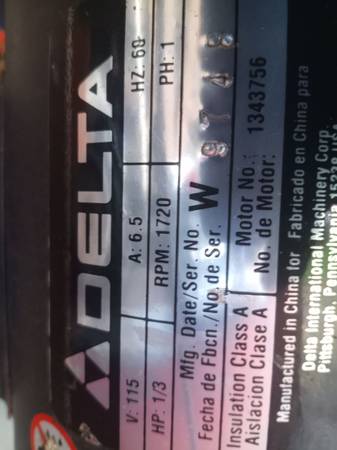 DELTA
V: 115 A: 6.5 HZ: 60
HP: 1/3 RPM: 1720 PH: 1
Mfg. Date/Ser. No. W 9748
Fecha de Fbcn./No. de Ser.
Insulation Class A Motor No.: 1343756
Aislacion Clase A No. de Motor:
Manufactured in China for Fabricado en China para
Delta International Machinery Corp.
Pittsburgh, Pennsylvania 15238